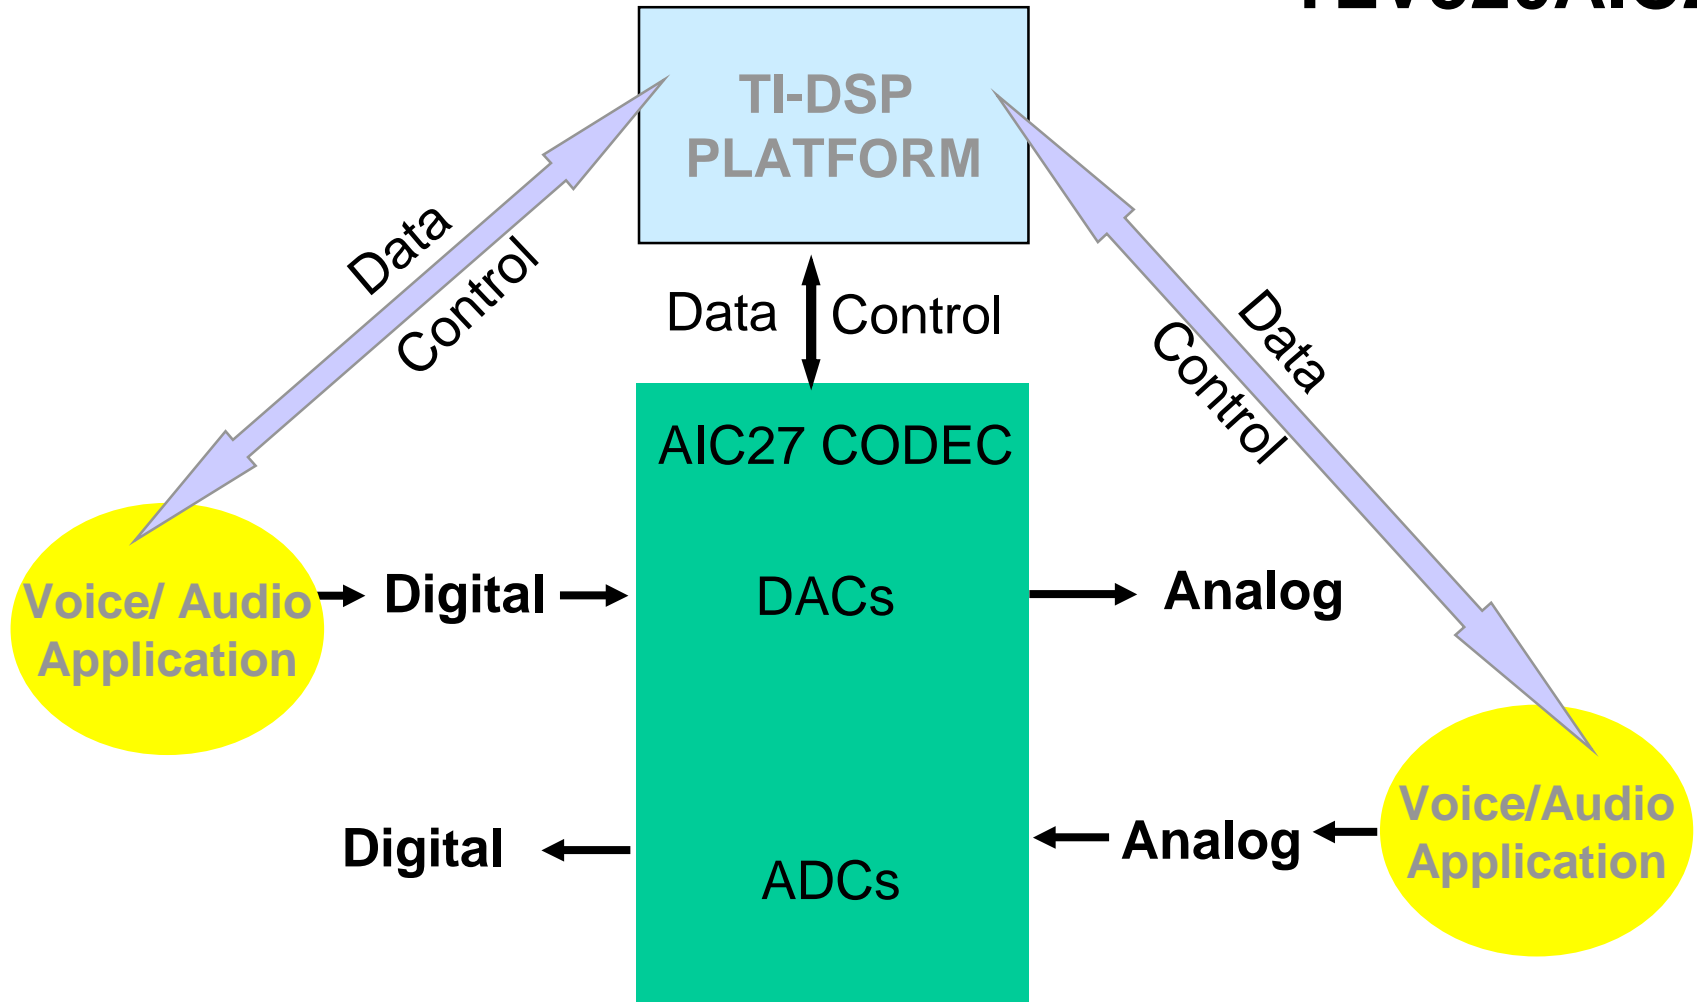 TI-DSP
PLATFORM
Data
Control
Data Control
Data
Control
AIC27 CODEC
Voice/ Audio
Application
Digital
DACs
Analog
Digital
ADCs
Analog
Voice/Audio
Application